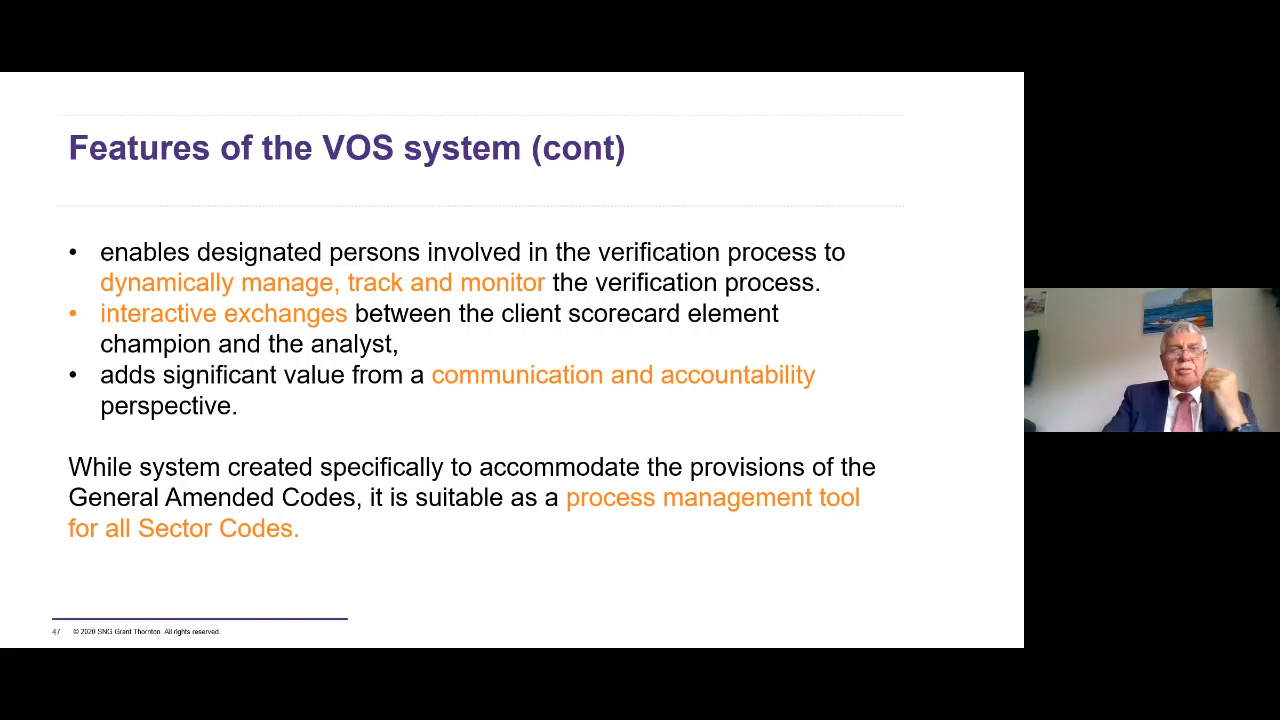 Features of the VOS system (cont)
• enables designated persons involved in the verification process to
dynamically manage, track and monitor the verification process.
• interactive exchanges between the client scorecard element
champion and the analyst,
• adds significant value from a communication and accountability
perspective.
While system created specifically to accommodate the provisions of the
General Amended Codes, it is suitable as a process management tool
for all Sector Codes.
47 © 2020 SNG Grant Thornton. All rights reserved.